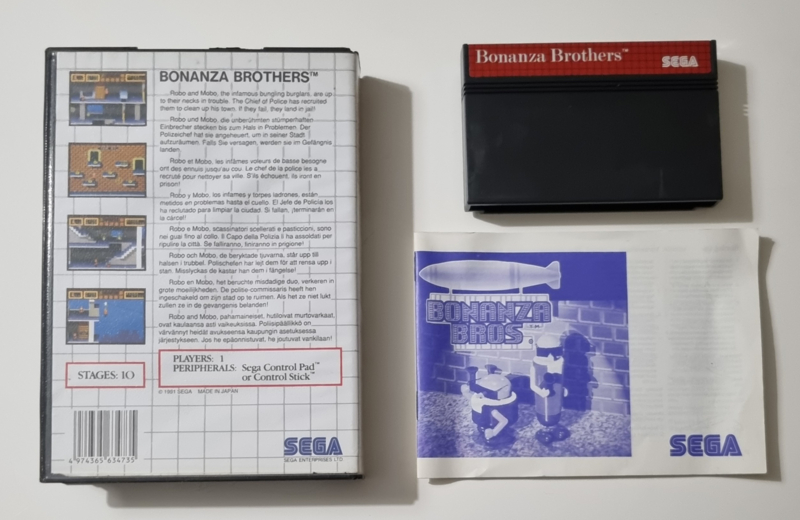 BONANZA BROTHERS™
Robo and Mobo, the infamous bungling burglars, are up
to their necks in trouble. The Chief of Police has recruited
them to clean up his town. If they fail, they land in jail!
Robo und Mobo, die unberühmten stümperhaften
Einbrecher stecken bis zum Hals in Problemen. Der
Polizeichef hat sie angeheuert, um in seiner Stadt
aufzuräumen. Falls Sie versagen, werden sie im Gefängnis
landen.
Robo et Mobo, les infâmes voleurs de basse besogne
ont des ennuis jusqu'au cou. Le chef de la police les a
recruté pour nettoyer sa ville. S'ils échouent, ils iront en
prison!
Robo y Mobo, los infames y torpes ladrones, están
metidos en problemas hasta el cuello. El Jefe de Policía los
ha reclutado para limpiar la ciudad. Si fallan, ¡terminarán en
la cárcel!
Robo e Mobo, scassinatori scellerati e pasticcioni, sono
nei guai fino al collo. Il Capo della Polizia li ha assoldati per
ripulire la città. Se falliranno, finiranno in prigione!
Robo och Mobo, de beryktade tjuvarna, står upp till
halsen i trubbel. Polischefen har lejt dem för att rensa upp i
stan. Misslyckas de kastar han dem i fängelse!
Robo en Mobo, het beruchte misdadige duo, verkeren in
grote moeilijkheden. De politie-commisaris heeft hen
ingeschakeld om zijn stad op te ruimen. Als het ze niet lukt
zullen ze in de gevangenis belanden!
Robo and Mobo, pahamaineiset, hutiloivat murtovarkaat,
ovat kaulaansa asti vaikeuksissa. Poliisipäällikkö on
värvännyt heidät avukseensa kaupungin asetuksessa
järjestykseen. Jos he epäonnistuvat, he joutuvat vankilaan!
STAGES: 10
PLAYERS: 1
PERIPHERALS: Sega Control Pad™
or Control Stick™
© 1991 SEGA MADE IN JAPAN
4 974365 634735
SEGA
SEGA ENTERPRISES LTD.
Bonanza Brothers™
SEGA
BONANZA
BROS
SEGA